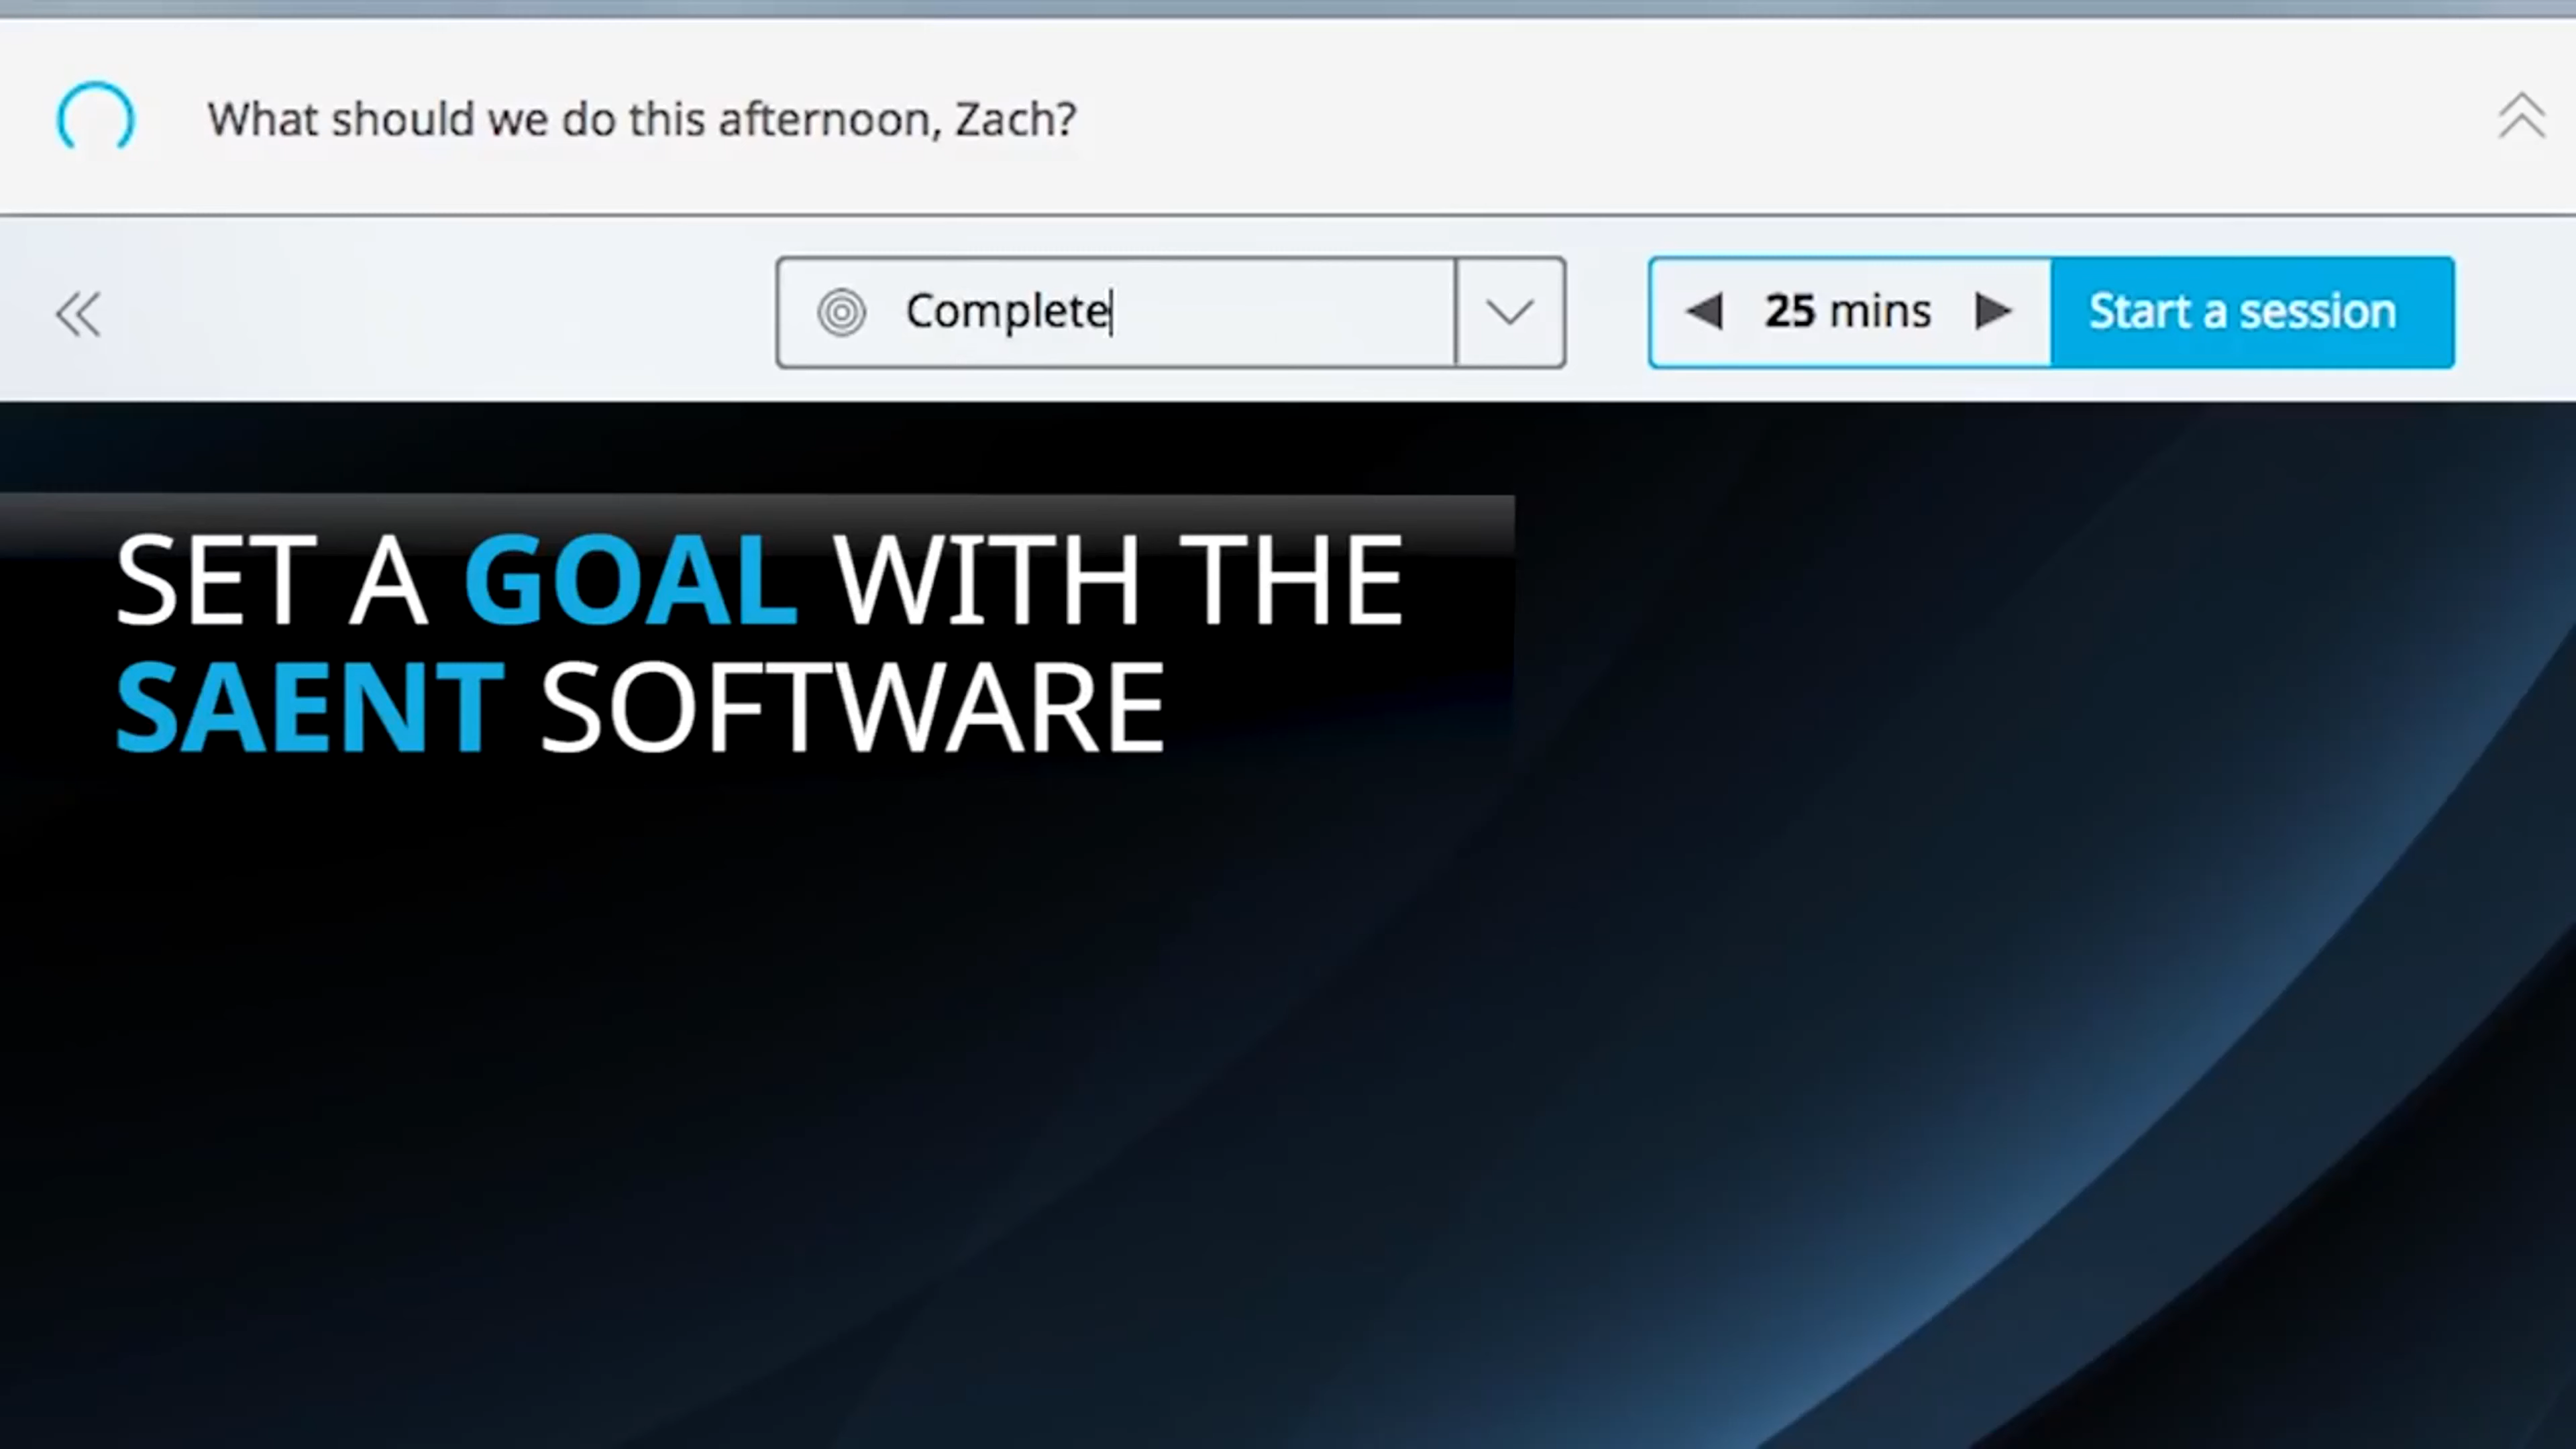 What should we do this afternoon, Zach?
Complete
25 mins
Start a session
SET A GOAL WITH THE
SAENT SOFTWARE